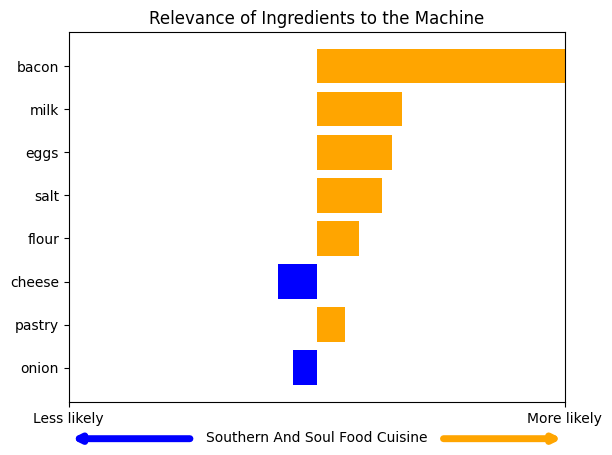 Relevance of Ingredients to the Machine
bacon
milk
eggs
salt
flour
cheese
pastry
onion
Less likely
More likely
Southern And Soul Food Cuisine